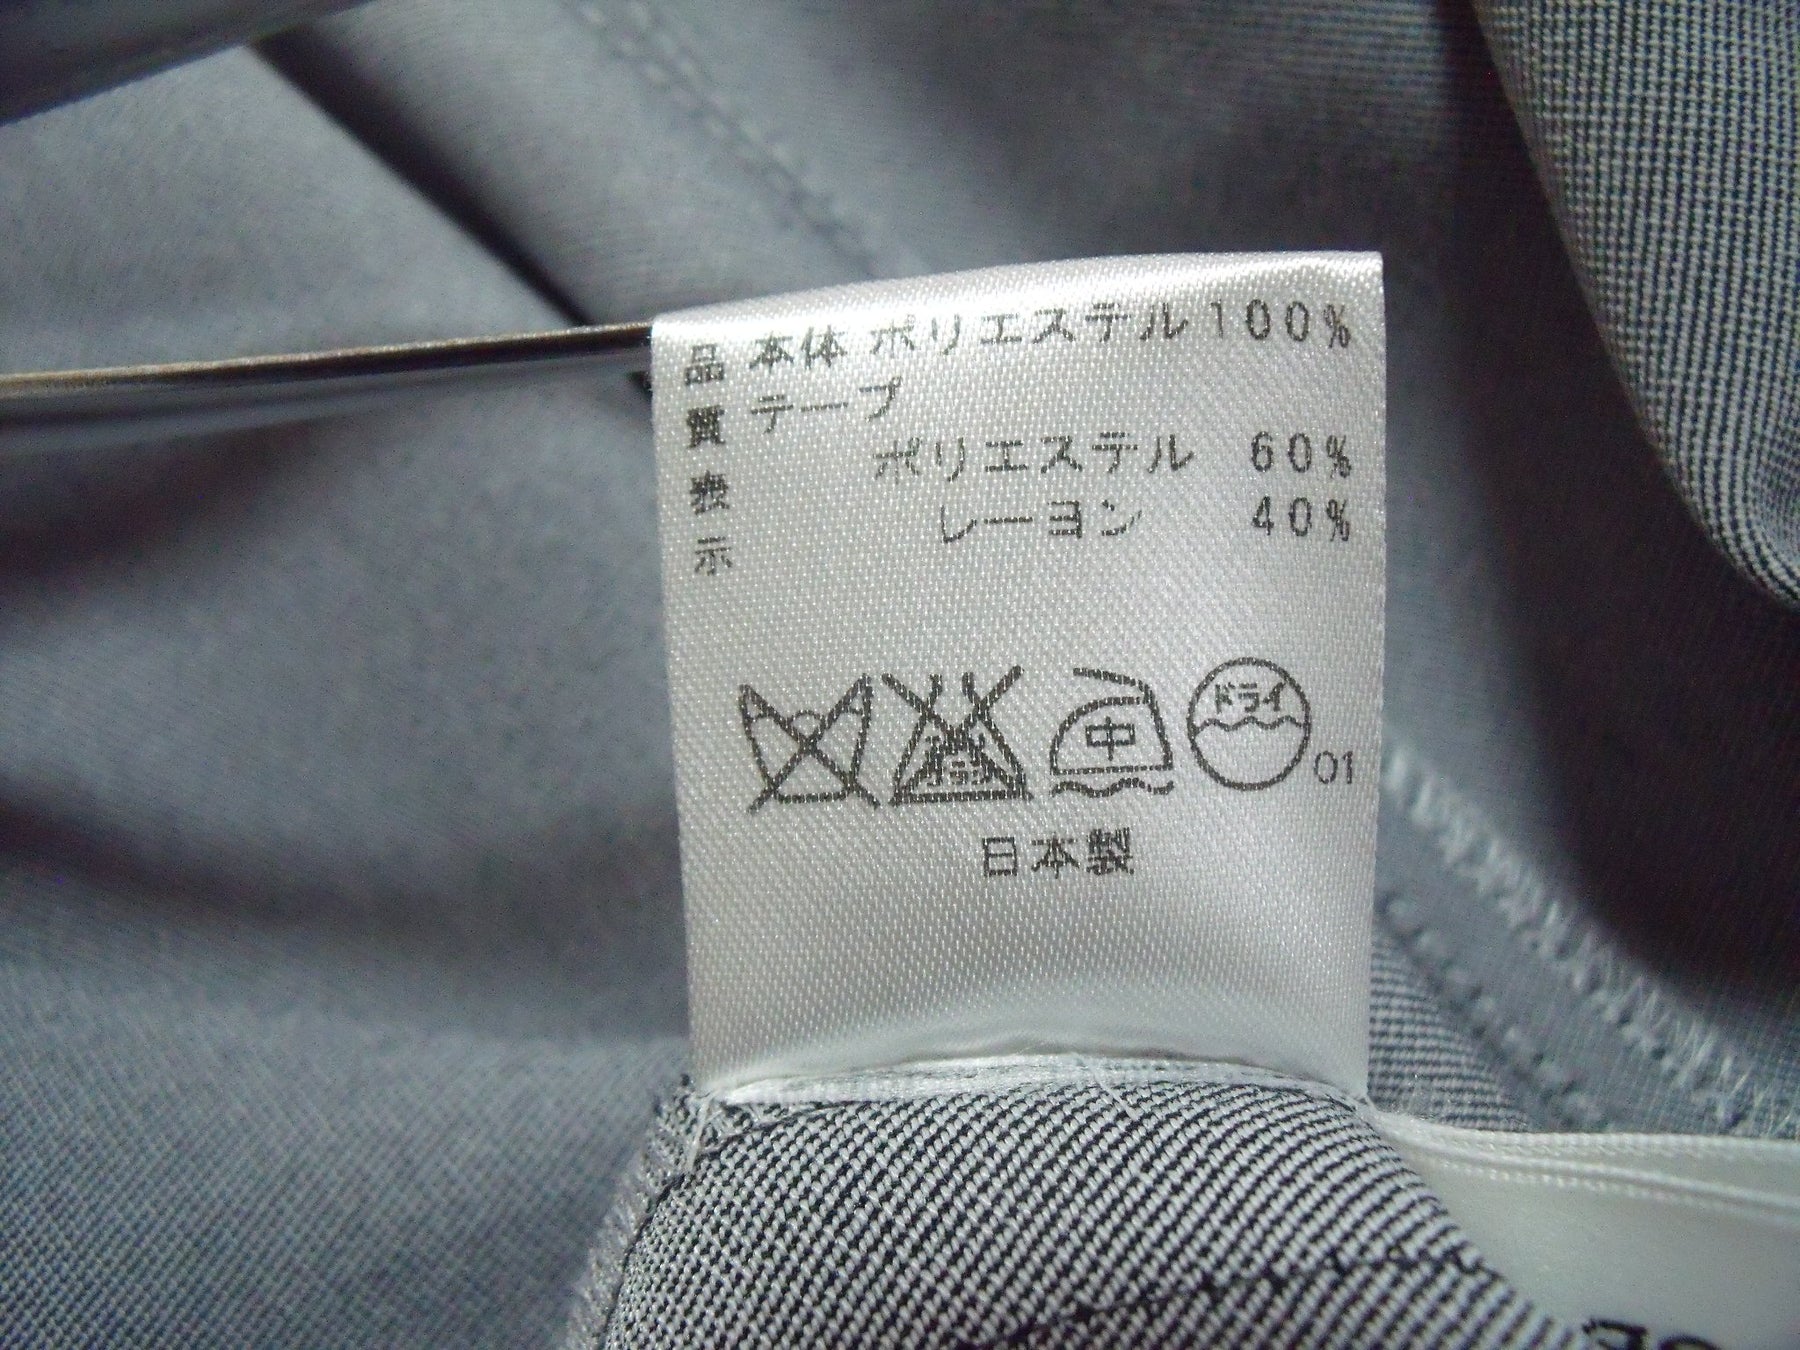 品質表示
本体 ポリエステル100%
テープ
ポリエステル 60%
レーヨン 40%
中
ドライ
01
日本製